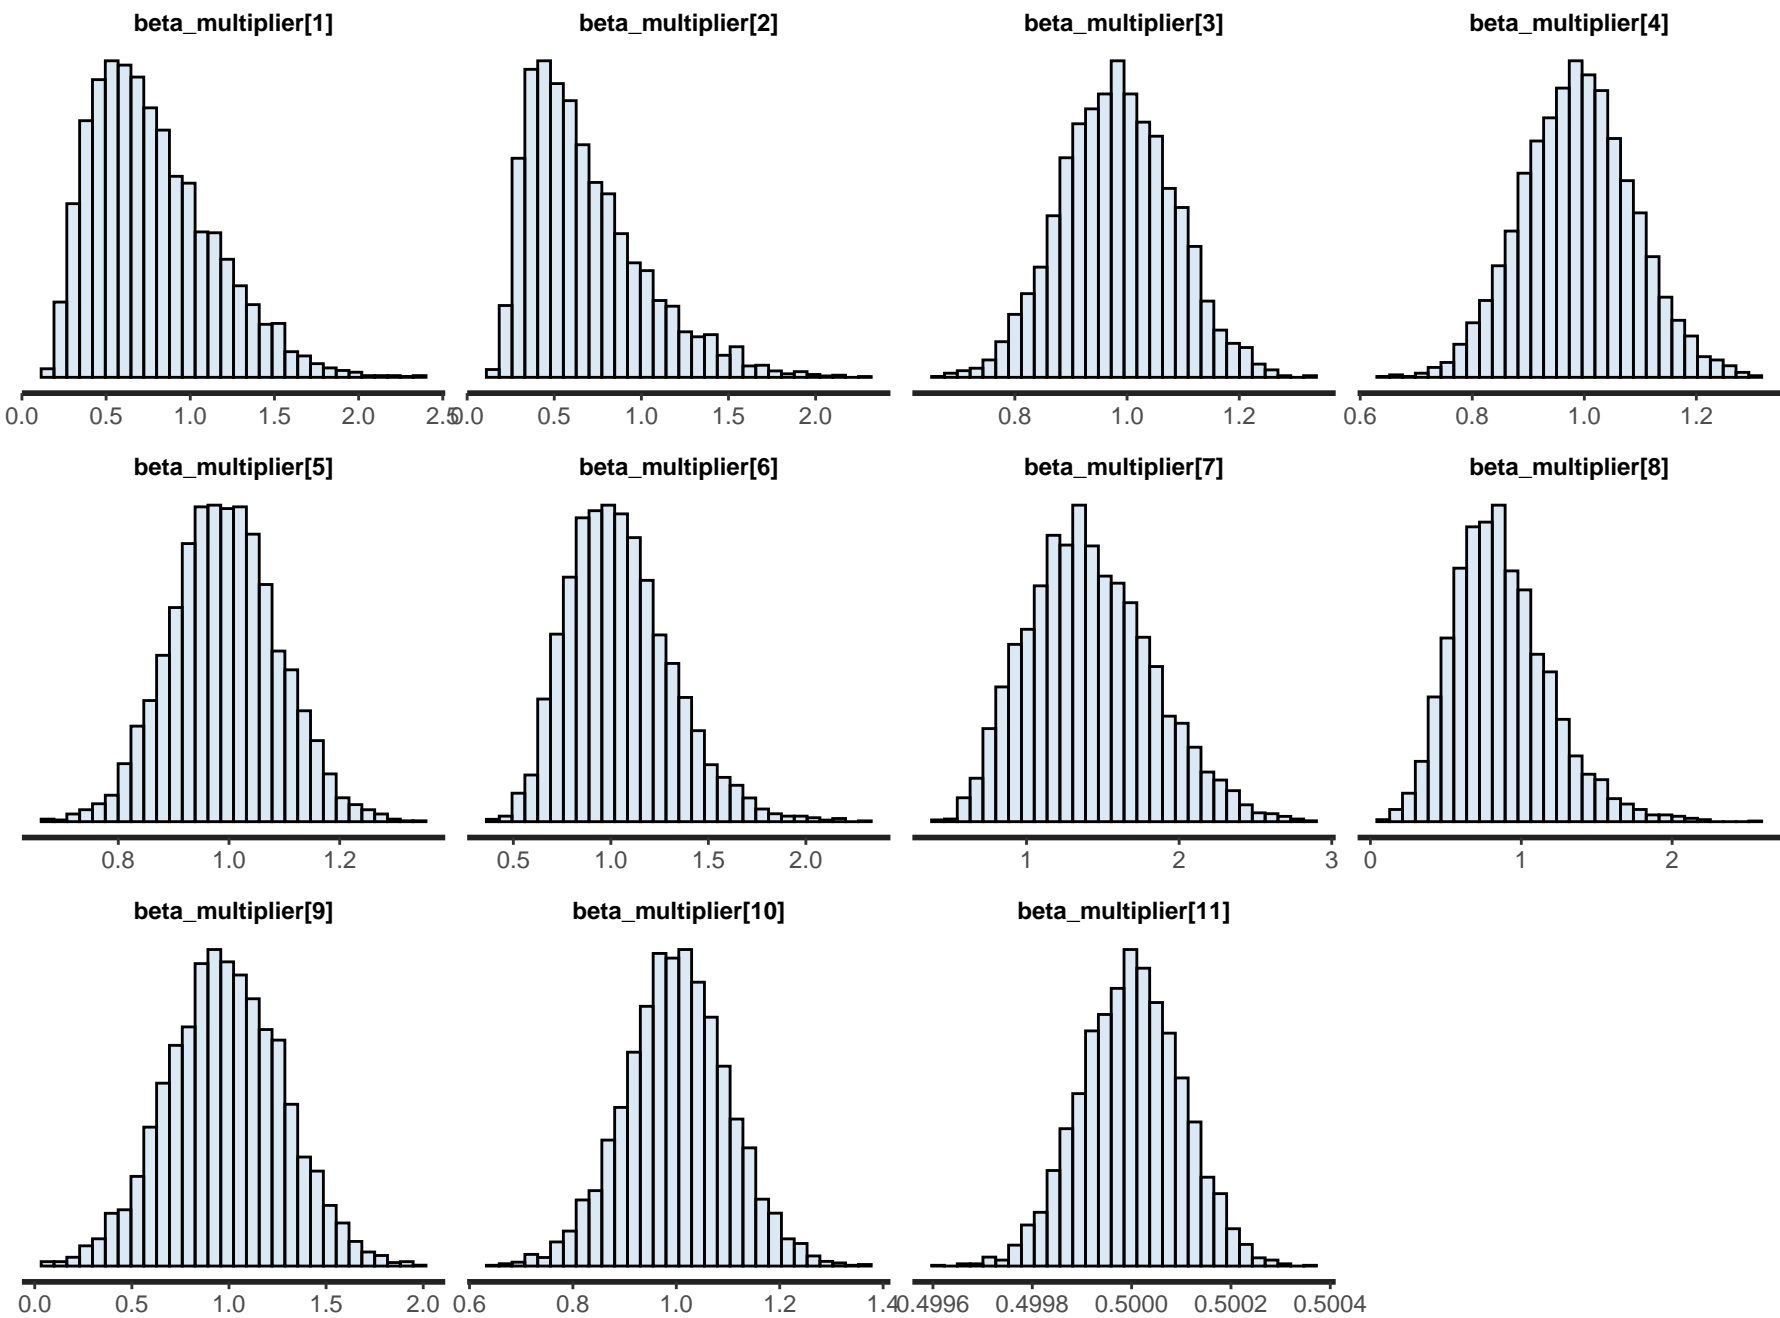 beta_multiplier[1] beta_multiplier[2] beta_multiplier[3] beta_multiplier[4]
0.0 0.5 1.0 1.5 2.0 2.5 0.0 0.5 1.0 1.5 2.0 0.8 1.0 1.2 0.6 0.8 1.0 1.2
beta_multiplier[5] beta_multiplier[6] beta_multiplier[7] beta_multiplier[8]
0.8 1.0 1.2 0.5 1.0 1.5 2.0 1 2 3 0 1 2
beta_multiplier[9] beta_multiplier[10] beta_multiplier[11]
0.0 0.5 1.0 1.5 2.0 0.6 0.8 1.0 1.2 1.4 0.4996 0.4998 0.5000 0.5002 0.5004